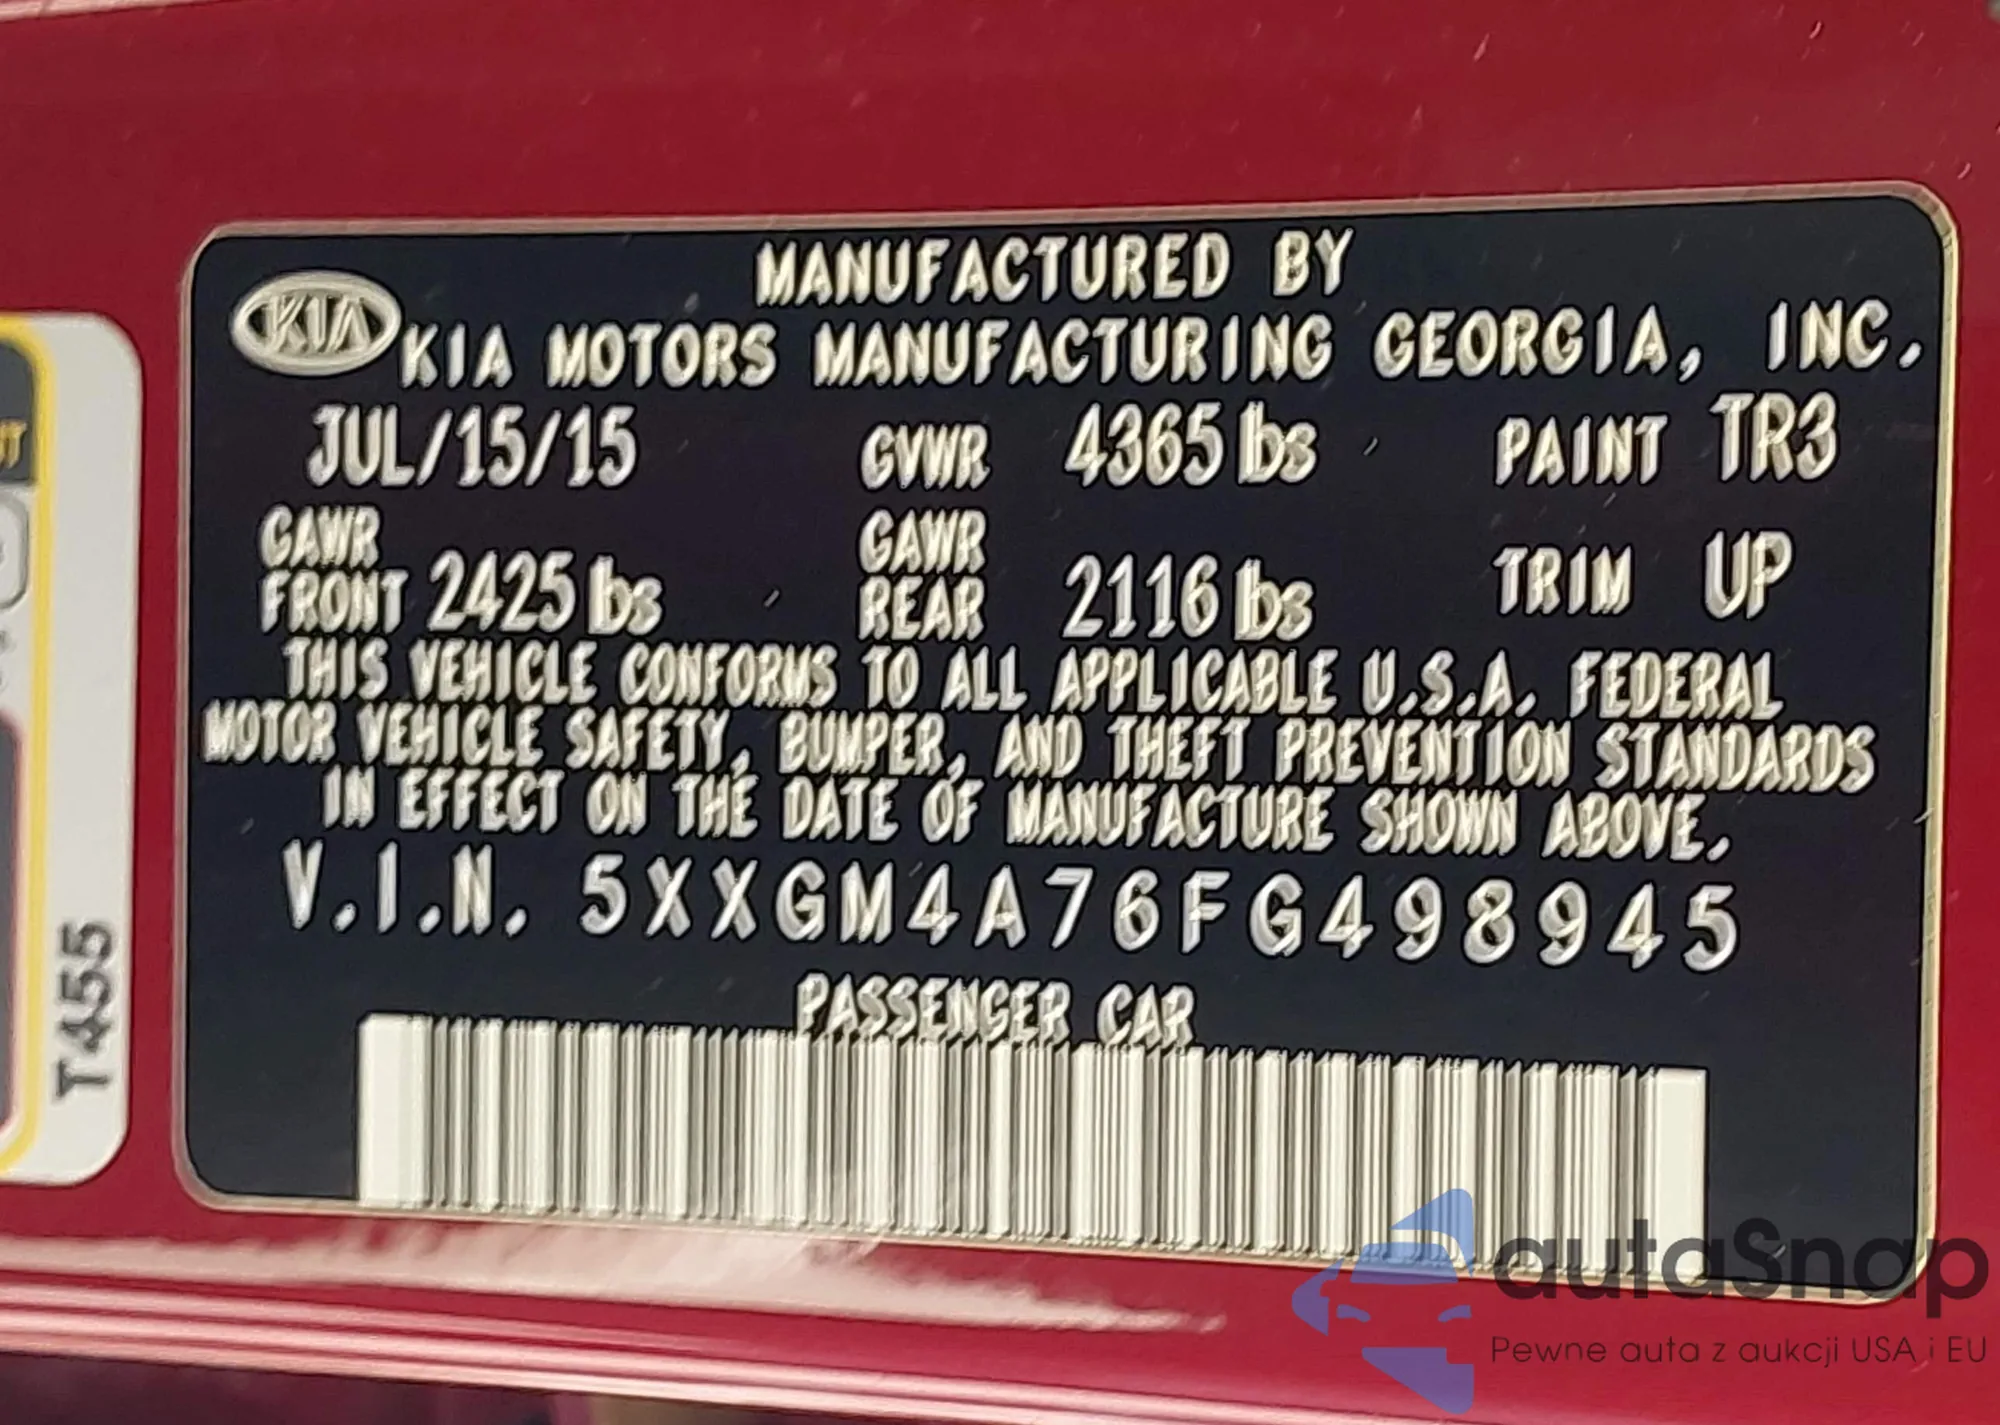 MANUFACTURED BY
KIA KIA MOTORS MANUFACTURING GEORGIA, INC.
JUL/15/15 GVWR 4365 lbs PAINT TR3
GAWR FRONT 2425 lbs GAWR REAR 2116 lbs TRIM UP
THIS VEHICLE CONFORMS TO ALL APPLICABLE U.S.A. FEDERAL
MOTOR VEHICLE SAFETY, BUMPER, AND THEFT PREVENTION STANDARDS
IN EFFECT ON THE DATE OF MANUFACTURE SHOWN ABOVE.
V.I.N. 5XXGM4A76FG498945
PASSENGER CAR
T455
autaSnap
Pewne auta z aukcji USA i EU